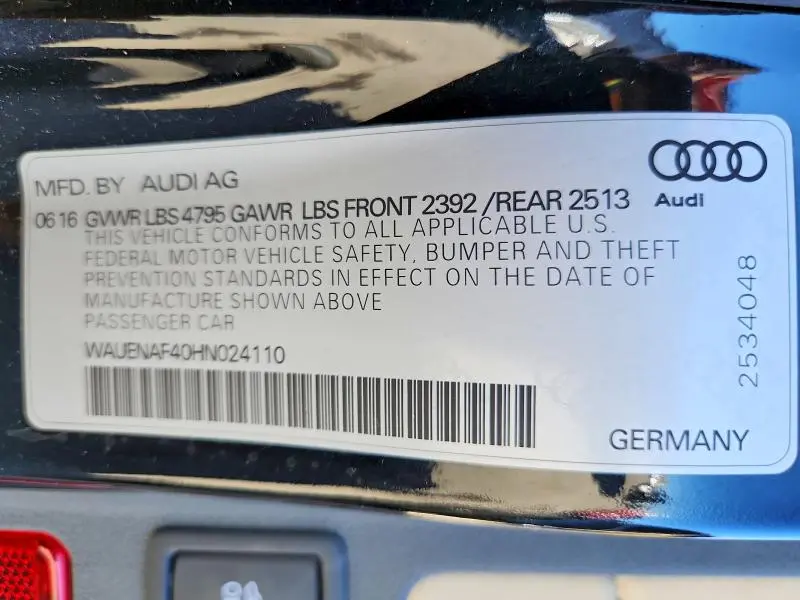 MFD. BY AUDI AG
06 16 GVWR LBS 4795 GAWR LBS FRONT 2392 / REAR 2513
Audi
THIS VEHICLE CONFORMS TO ALL APPLICABLE U.S.
FEDERAL MOTOR VEHICLE SAFETY, BUMPER AND THEFT
PREVENTION STANDARDS IN EFFECT ON THE DATE OF
MANUFACTURE SHOWN ABOVE
PASSENGER CAR
WAUENAF40HN024110
2534048
GERMANY